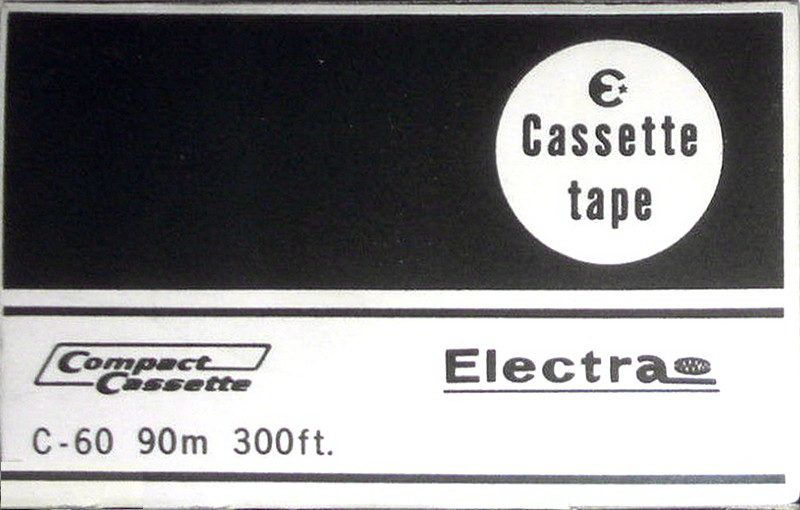 Cassette
tape
Compact
Cassette
Electra
C-60 90m 300ft.